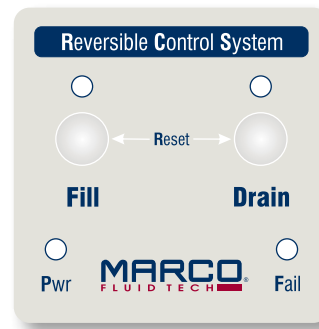 Reversible Control System
Reset
Fill Drain
Pwr MARCO® Fail
FLUID TECH